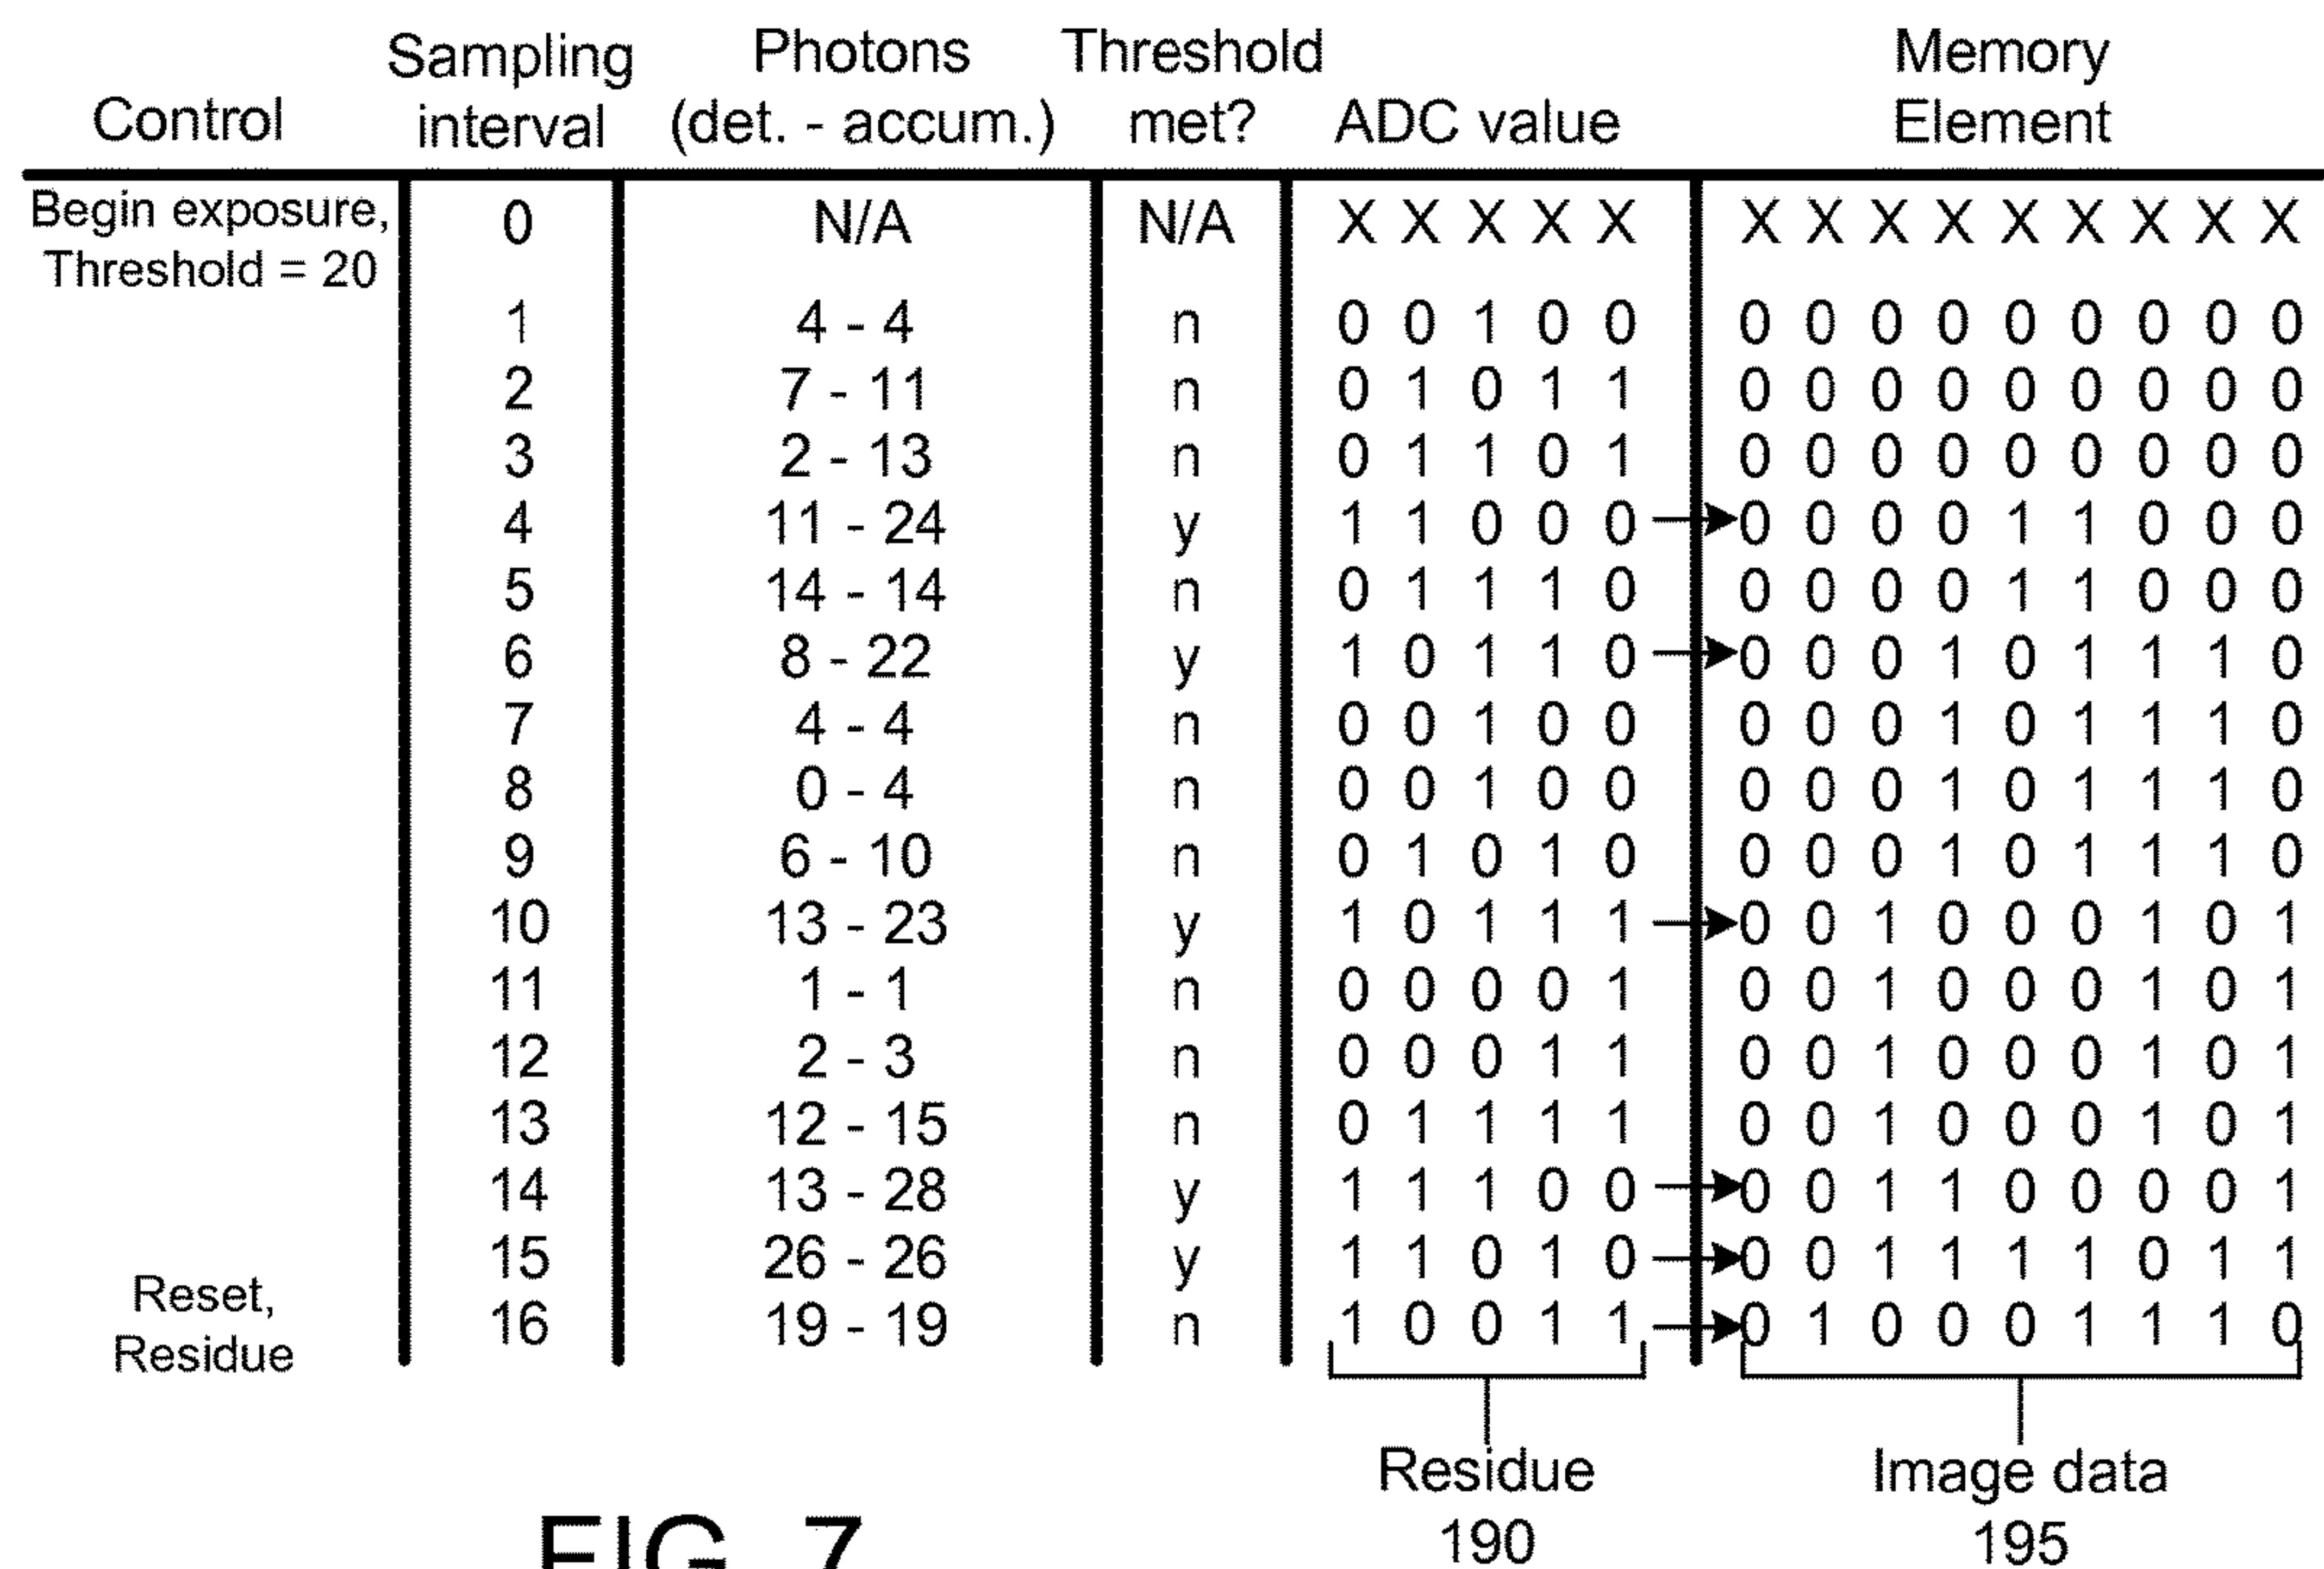 Control Sampling interval Photons (det. - accum.) Threshold met? ADC value Memory Element
Begin exposure, Threshold = 20 0 N/A N/A X X X X X X X X X X X X X X
1 4 - 4 n 0 0 1 0 0 0 0 0 0 0 0 0 0 0
2 7 - 11 n 0 1 0 1 1 0 0 0 0 0 0 0 0 0
3 2 - 13 n 0 1 1 0 1 0 0 0 0 0 0 0 0 0
4 11 - 24 y 1 1 0 0 0 0 0 0 0 1 1 0 0 0
5 14 - 14 n 0 1 1 1 0 0 0 0 0 1 1 0 0 0
6 8 - 22 y 1 0 1 1 0 0 0 0 1 0 1 1 1 0
7 4 - 4 n 0 0 1 0 0 0 0 0 1 0 1 1 1 0
8 0 - 4 n 0 0 1 0 0 0 0 0 1 0 1 1 1 0
9 6 - 10 n 0 1 0 1 0 0 0 0 1 0 1 1 1 0
10 13 - 23 y 1 0 1 1 1 0 0 1 0 0 0 1 0 1
11 1 - 1 n 0 0 0 0 1 0 0 1 0 0 0 1 0 1
12 2 - 3 n 0 0 0 1 1 0 0 1 0 0 0 1 0 1
13 12 - 15 n 0 1 1 1 1 0 0 1 0 0 0 1 0 1
14 13 - 28 y 1 1 1 0 0 0 0 1 1 0 0 0 0 1
15 26 - 26 y 1 1 0 1 0 0 0 1 1 1 1 0 1 1
Reset, Residue 16 19 - 19 n 1 0 0 1 1 0 1 0 0 0 1 1 1 0
Residue Image data
190 195
FIG. 7